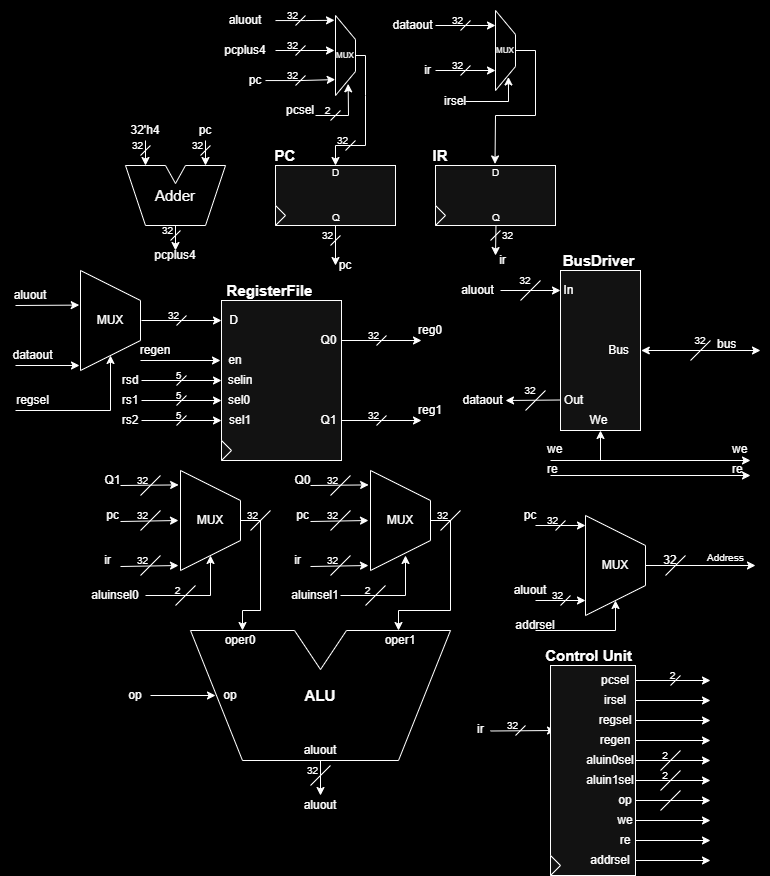 aluout 32
pcplus4 32
pc 32
MUX
pcsel 2
32
dataout 32
ir 32
MUX
irsel
32'h4 pc
32 32
Adder
32
pcplus4
PC
D
Q
32
pc
IR
D
Q
32
ir
aluout
dataout
MUX
regsel
32
regen
rsd 5
rs1 5
rs2 5
RegisterFile
D
en
selin
sel0
sel1
Q0
Q1
32 reg0
32 reg1
BusDriver
aluout 32
In
Bus
32 bus
dataout 32
Out
We
we we
re re
Q1 32
pc 32
ir 32
MUX
32
aluinsel0 2
Q0 32
pc 32
ir 32
MUX
32
aluinsel1 2
pc 32
aluout 32
MUX
32 Address
addrsel
oper0 oper1
op op
ALU
aluout
32
aluout
Control Unit
ir 32
pcsel 2
irsel
regsel
regen
aluin0sel 2
aluin1sel 2
op
we
re
addrsel